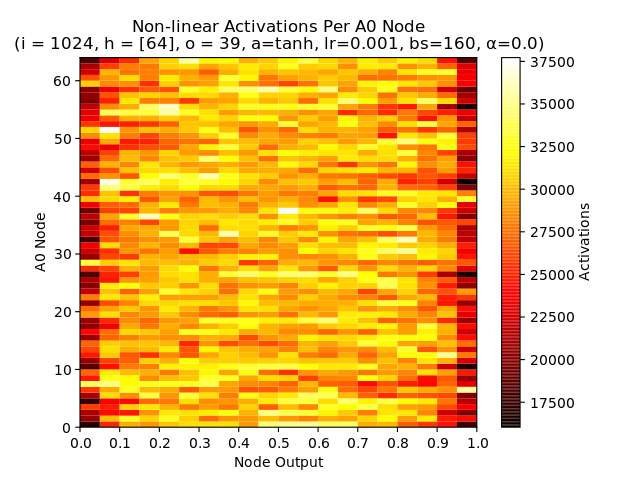 Non-linear Activations Per A0 Node
(i = 1024, h = [64], o = 39, a=tanh, lr=0.001, bs=160, α=0.0)
60
50
40
30
20
10
0
A0 Node
0.0 0.1 0.2 0.3 0.4 0.5 0.6 0.7 0.8 0.9 1.0
Node Output
37500
35000
32500
30000
27500
25000
22500
20000
17500
Activations